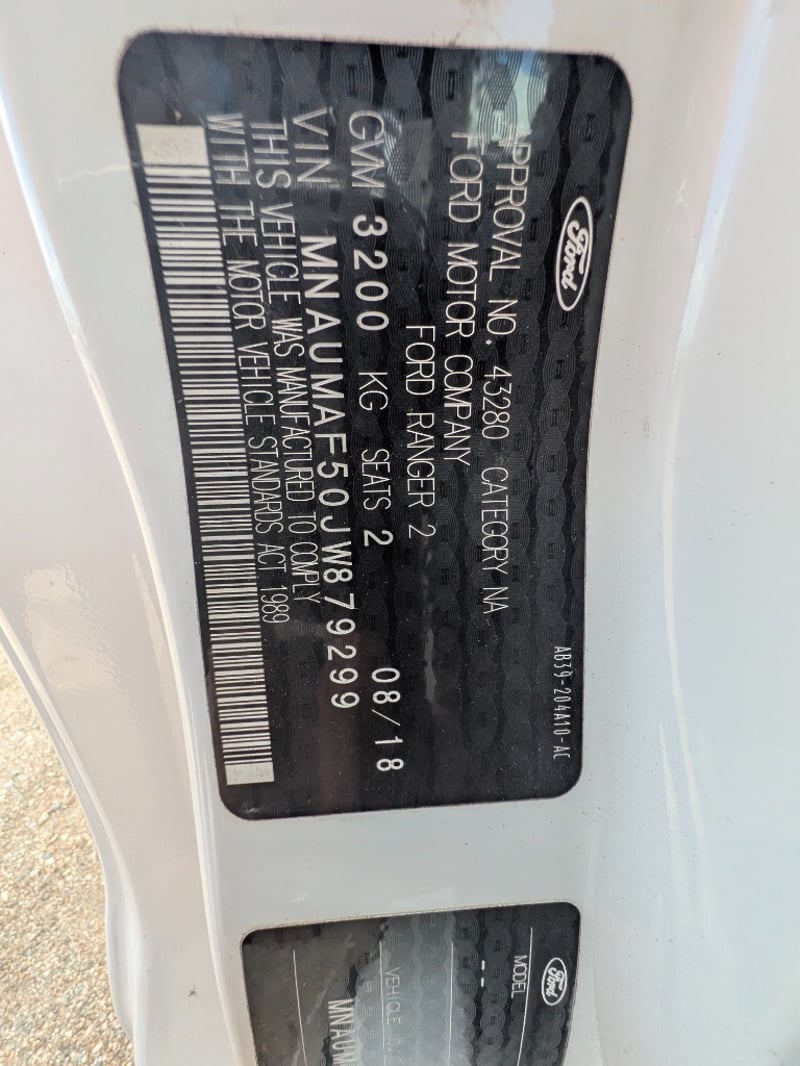 Ford
AB39-204A10-AC
APPROVAL NO. 43280 CATEGORY NA
FORD MOTOR COMPANY
FORD RANGER 2
GVM 3200 KG SEATS 2 08/18
VIN MNAUMAF50JW879299
THIS VEHICLE WAS MANUFACTURED TO COMPLY
WITH THE MOTOR VEHICLE STANDARDS ACT 1989
Ford
MODEL
--
VEHICLE